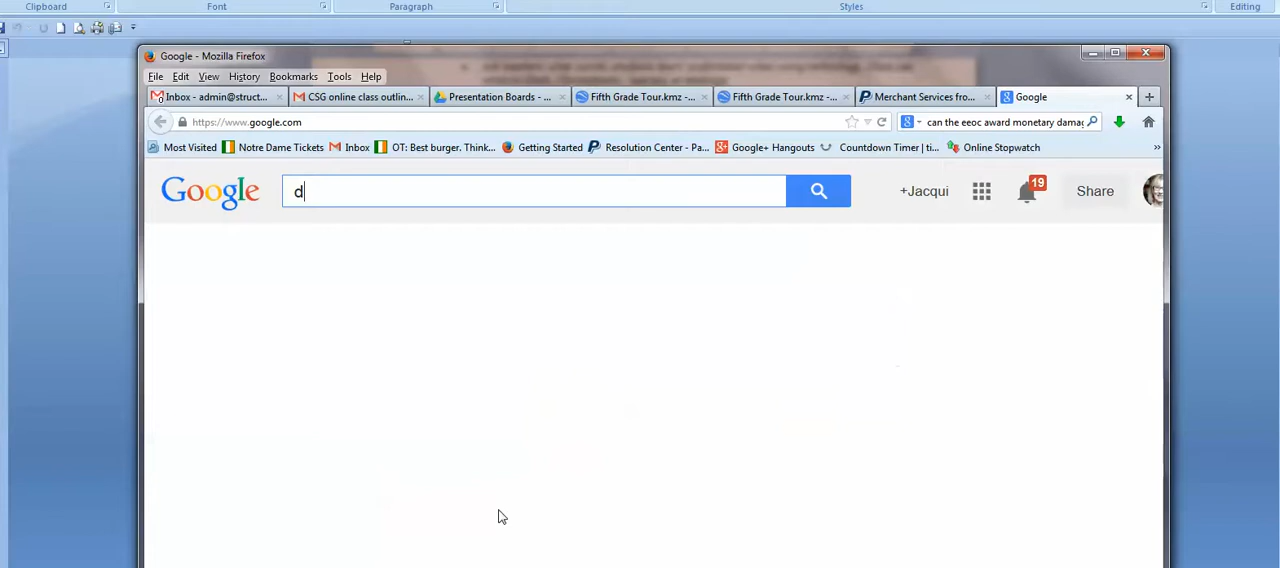 Clipboard Font Paragraph Styles Editing
Google - Mozilla Firefox
File Edit View History Bookmarks Tools Help
Inbox - admin@struct... × CSG online class outlin... × Presentation Boards - ... × Fifth Grade Tour.kmz -... × Fifth Grade Tour.kmz -... × Merchant Services fro... × Google ×
https://www.google.com can the eeoc award monetary damag
Most Visited Notre Dame Tickets Inbox OT: Best burger. Think... Getting Started Resolution Center - Pa... Google+ Hangouts Countdown Timer | ti... Online Stopwatch »
Google d +Jacqui 19 Share